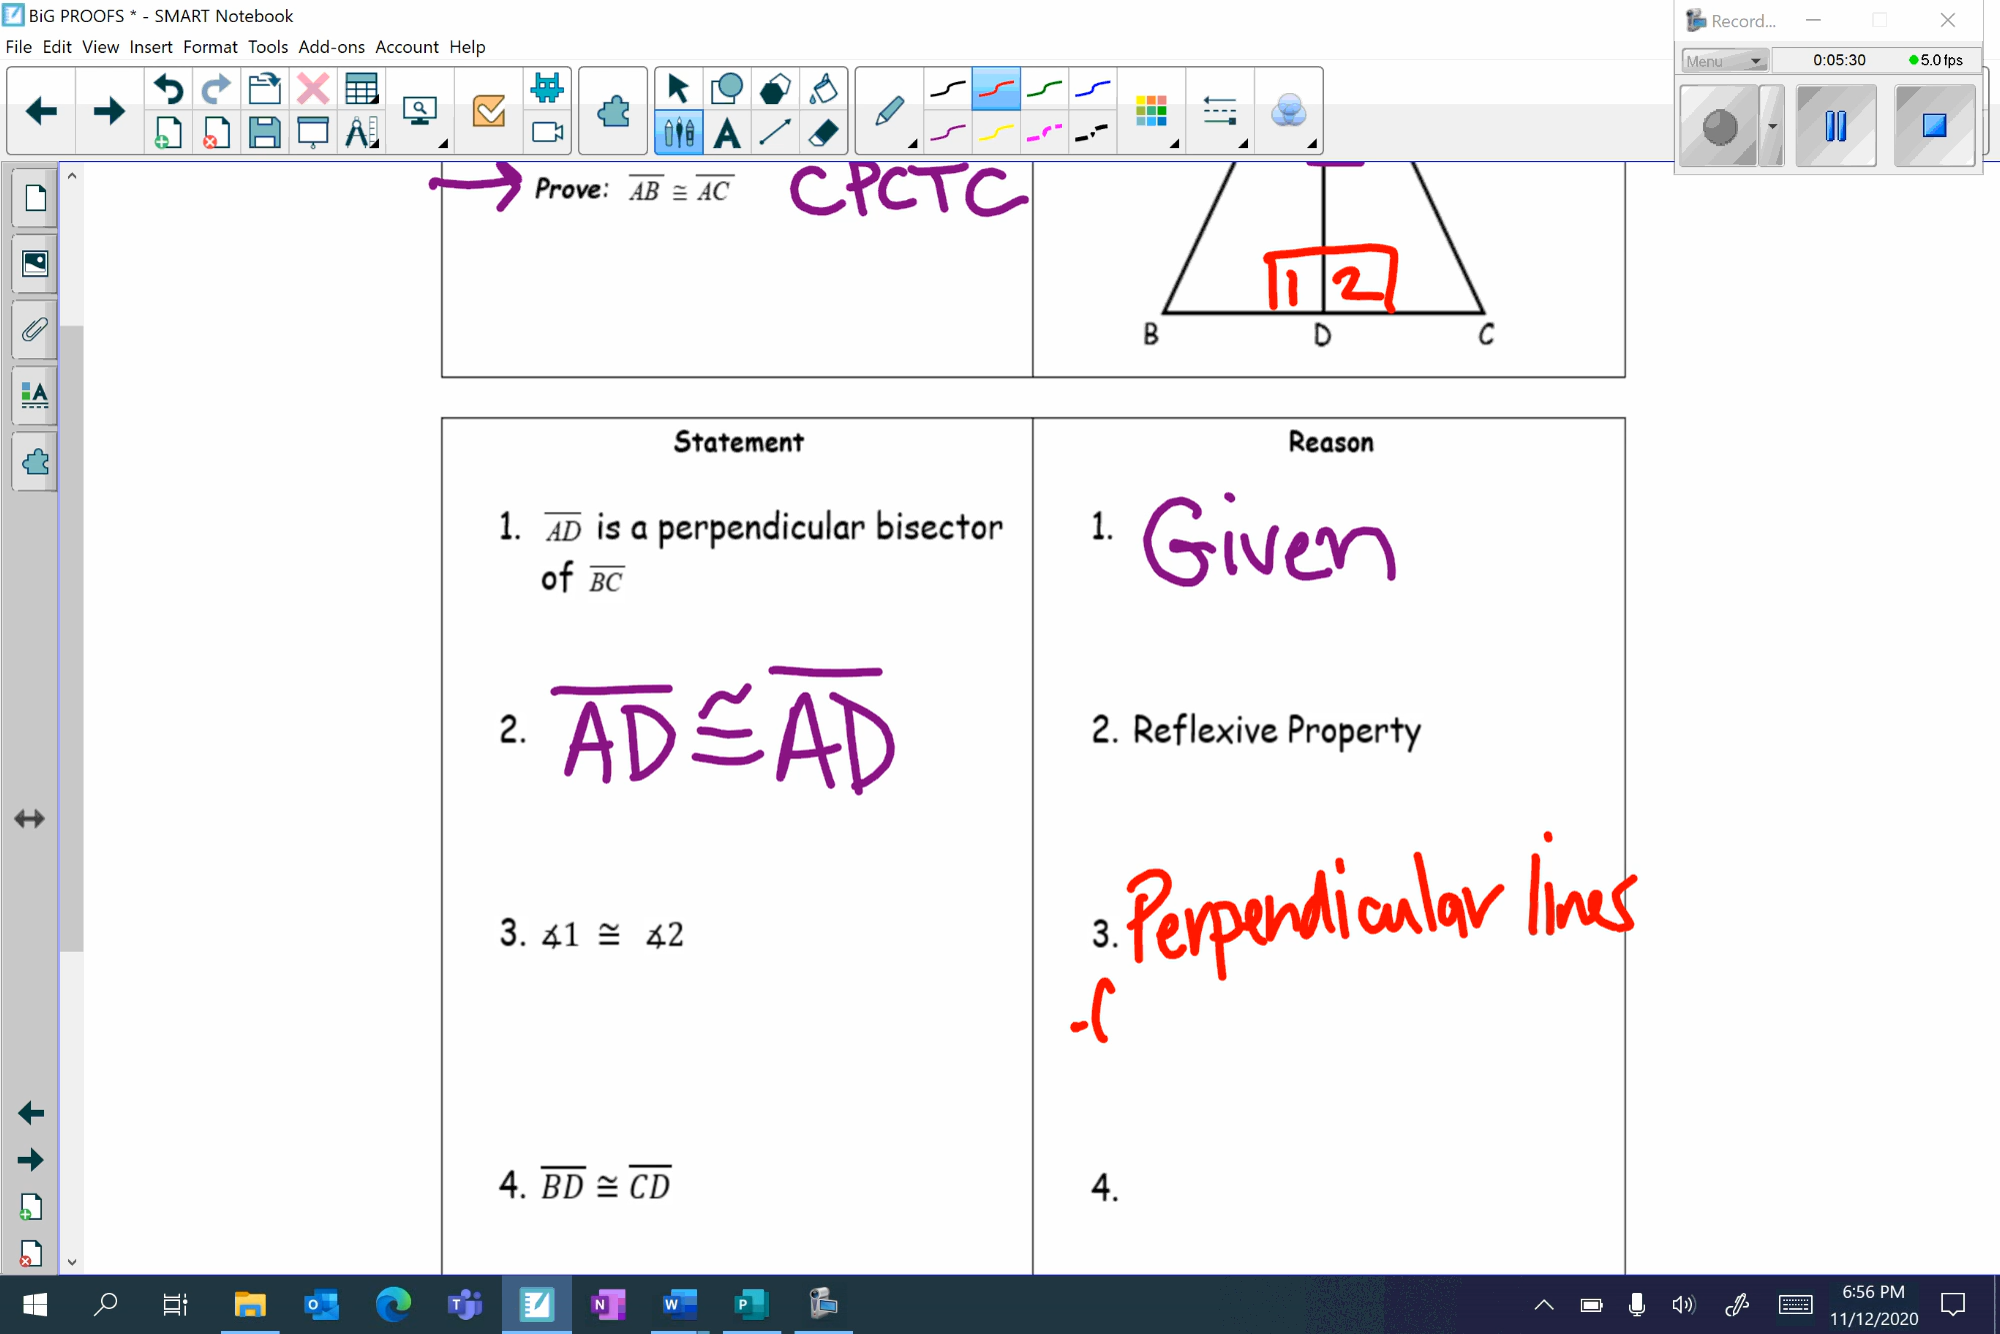 BiG PROOFS * - SMART Notebook
Record...
File Edit View Insert Format Tools Add-ons Account Help
Menu 0:05:30 5.0fps
Prove: AB ≅ AC CPCTC
1 2
B D C
Statement Reason
1. AD is a perpendicular bisector
of BC
1. Given
2. AD ≅ AD
2. Reflexive Property
3. ∡1 ≅ ∡2
3. Perpendicular lines
-(
4. BD ≅ CD
4.
6:56 PM
11/12/2020